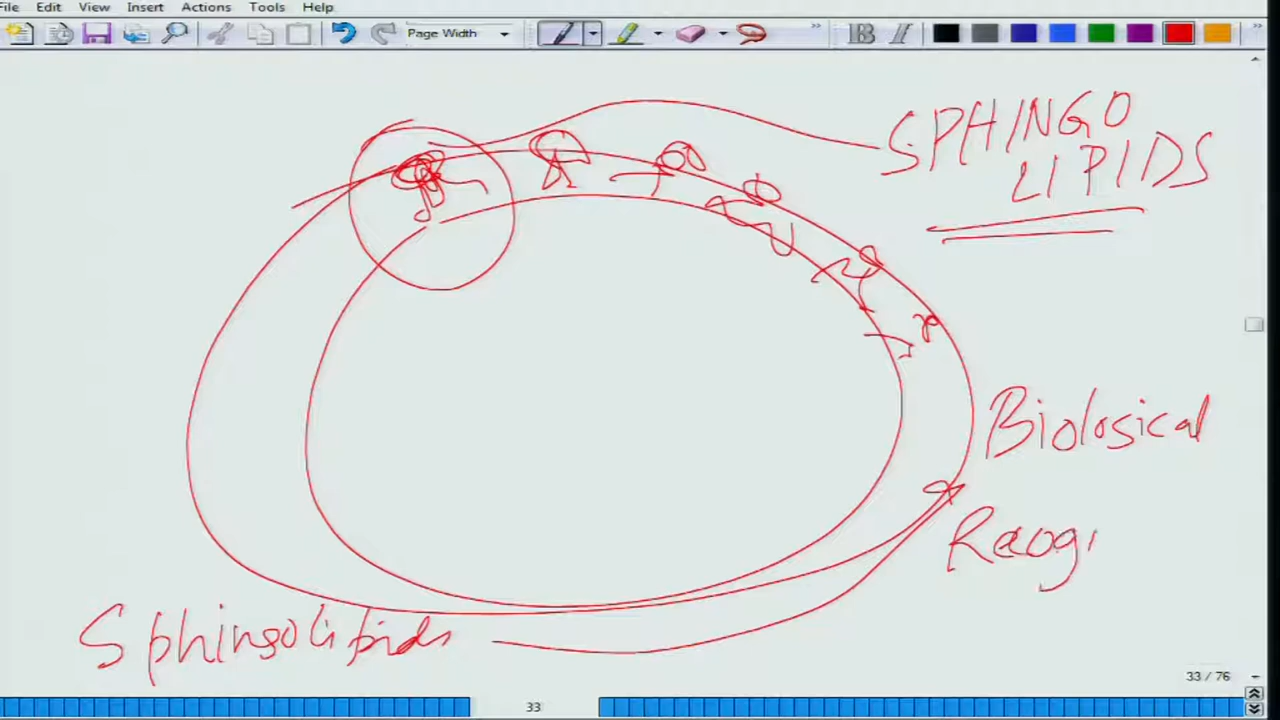 File Edit View Insert Actions Tools Help
Page Width
B I
SPHINGO
LIPIDS
Biological
Recogi
Sphingolipids
33 / 76
33